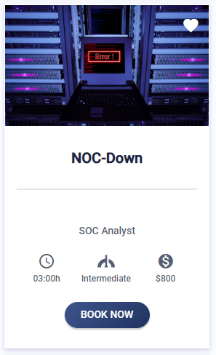 Error !
NOC-Down
SOC Analyst
03:00h Intermediate $800
BOOK NOW